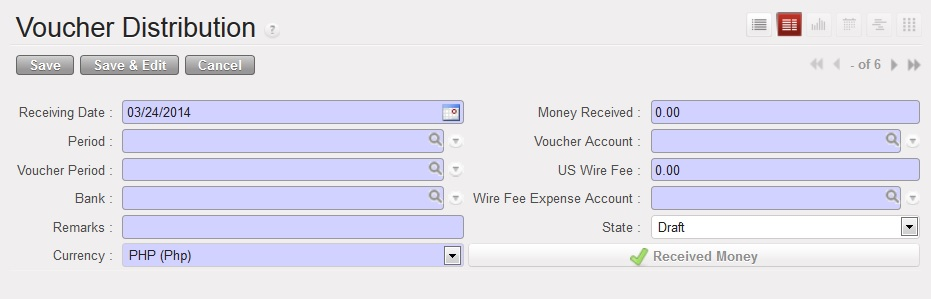 Voucher Distribution ?
Save Save & Edit Cancel - of 6
Receiving Date : 03/24/2014 Money Received : 0.00
Period : Voucher Account :
Voucher Period : US Wire Fee : 0.00
Bank : Wire Fee Expense Account :
Remarks : State : Draft
Currency : PHP (Php) Received Money